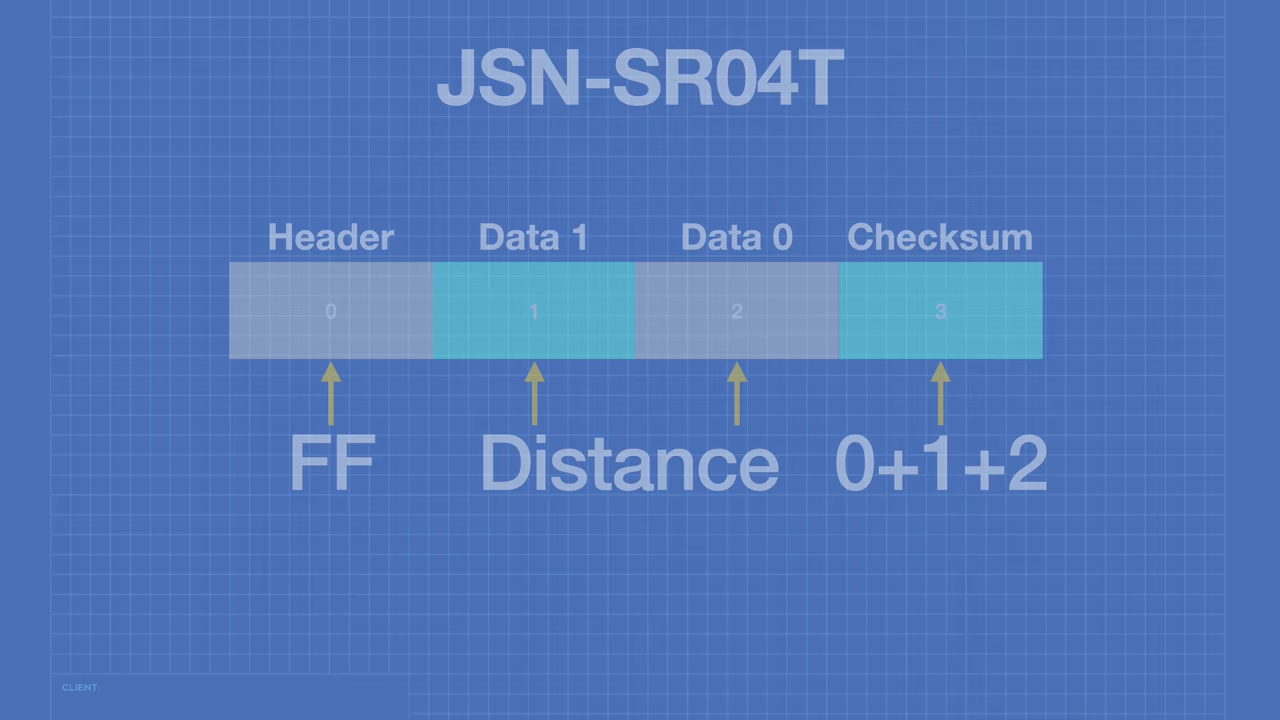 JSN-SR04T
Header Data 1 Data 0 Checksum
0 1 2 3
FF Distance 0+1+2
CLIENT: